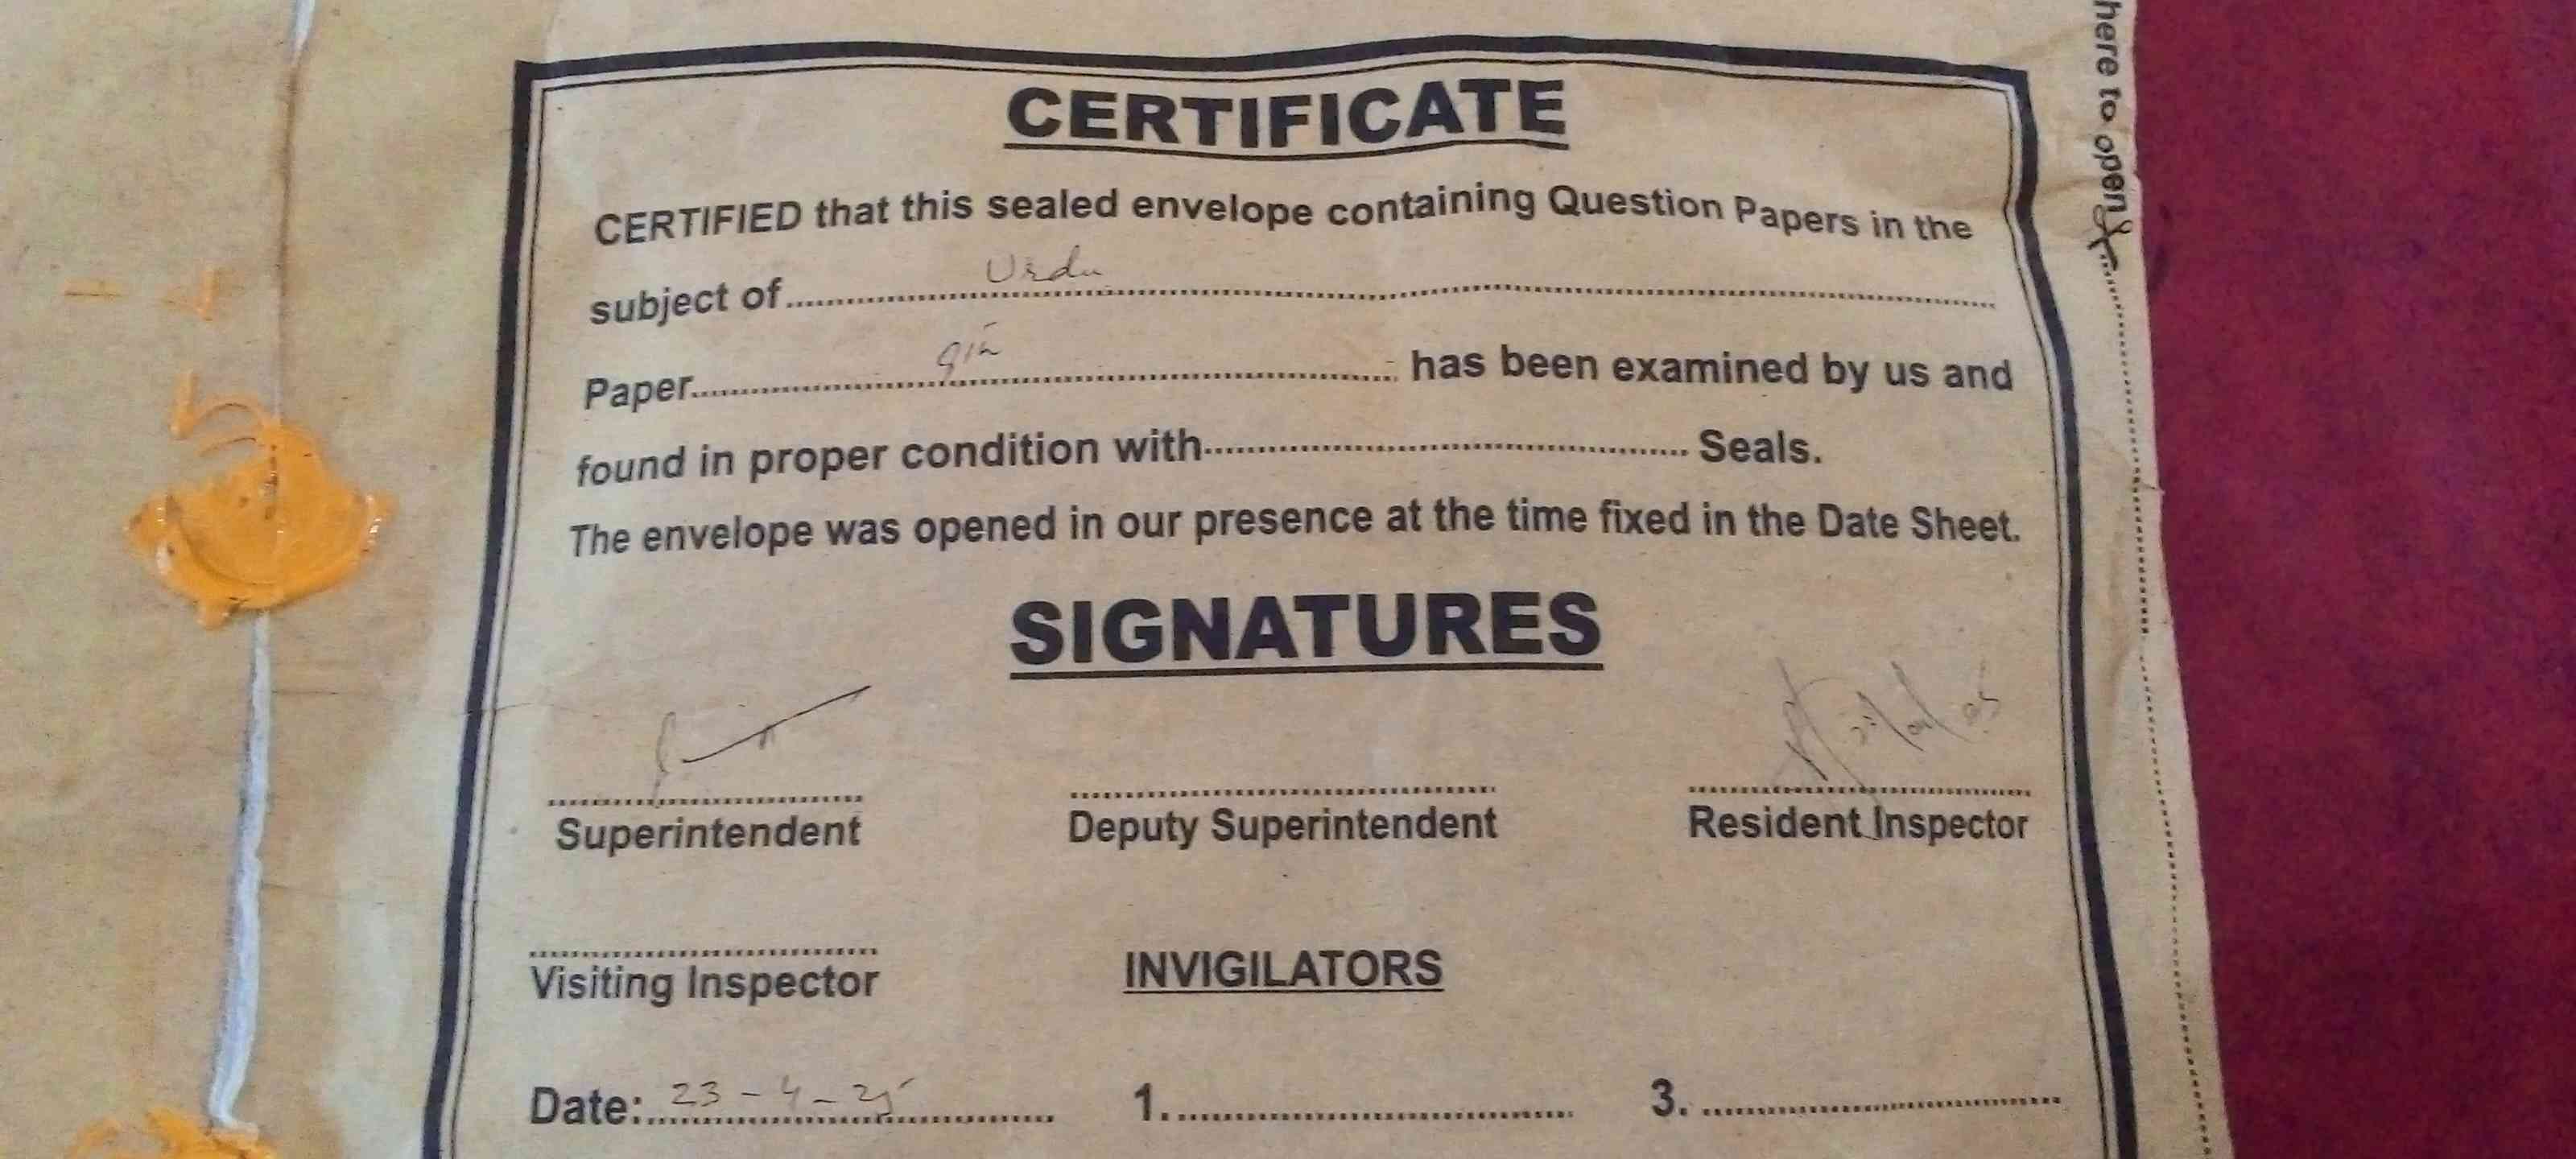 here to open
CERTIFICATE
CERTIFIED that this sealed envelope containing Question Papers in the
subject of Urdu
Paper 9th has been examined by us and
found in proper condition with Seals.
The envelope was opened in our presence at the time fixed in the Date Sheet.
SIGNATURES
Superintendent Deputy Superintendent Resident Inspector
Visiting Inspector INVIGILATORS
Date: 23-4-25 1. 3.